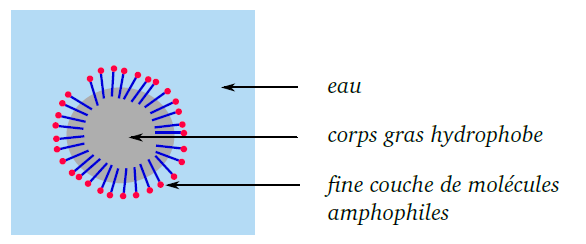 eau
corps gras hydrophobe
fine couche de molécules
amphophiles